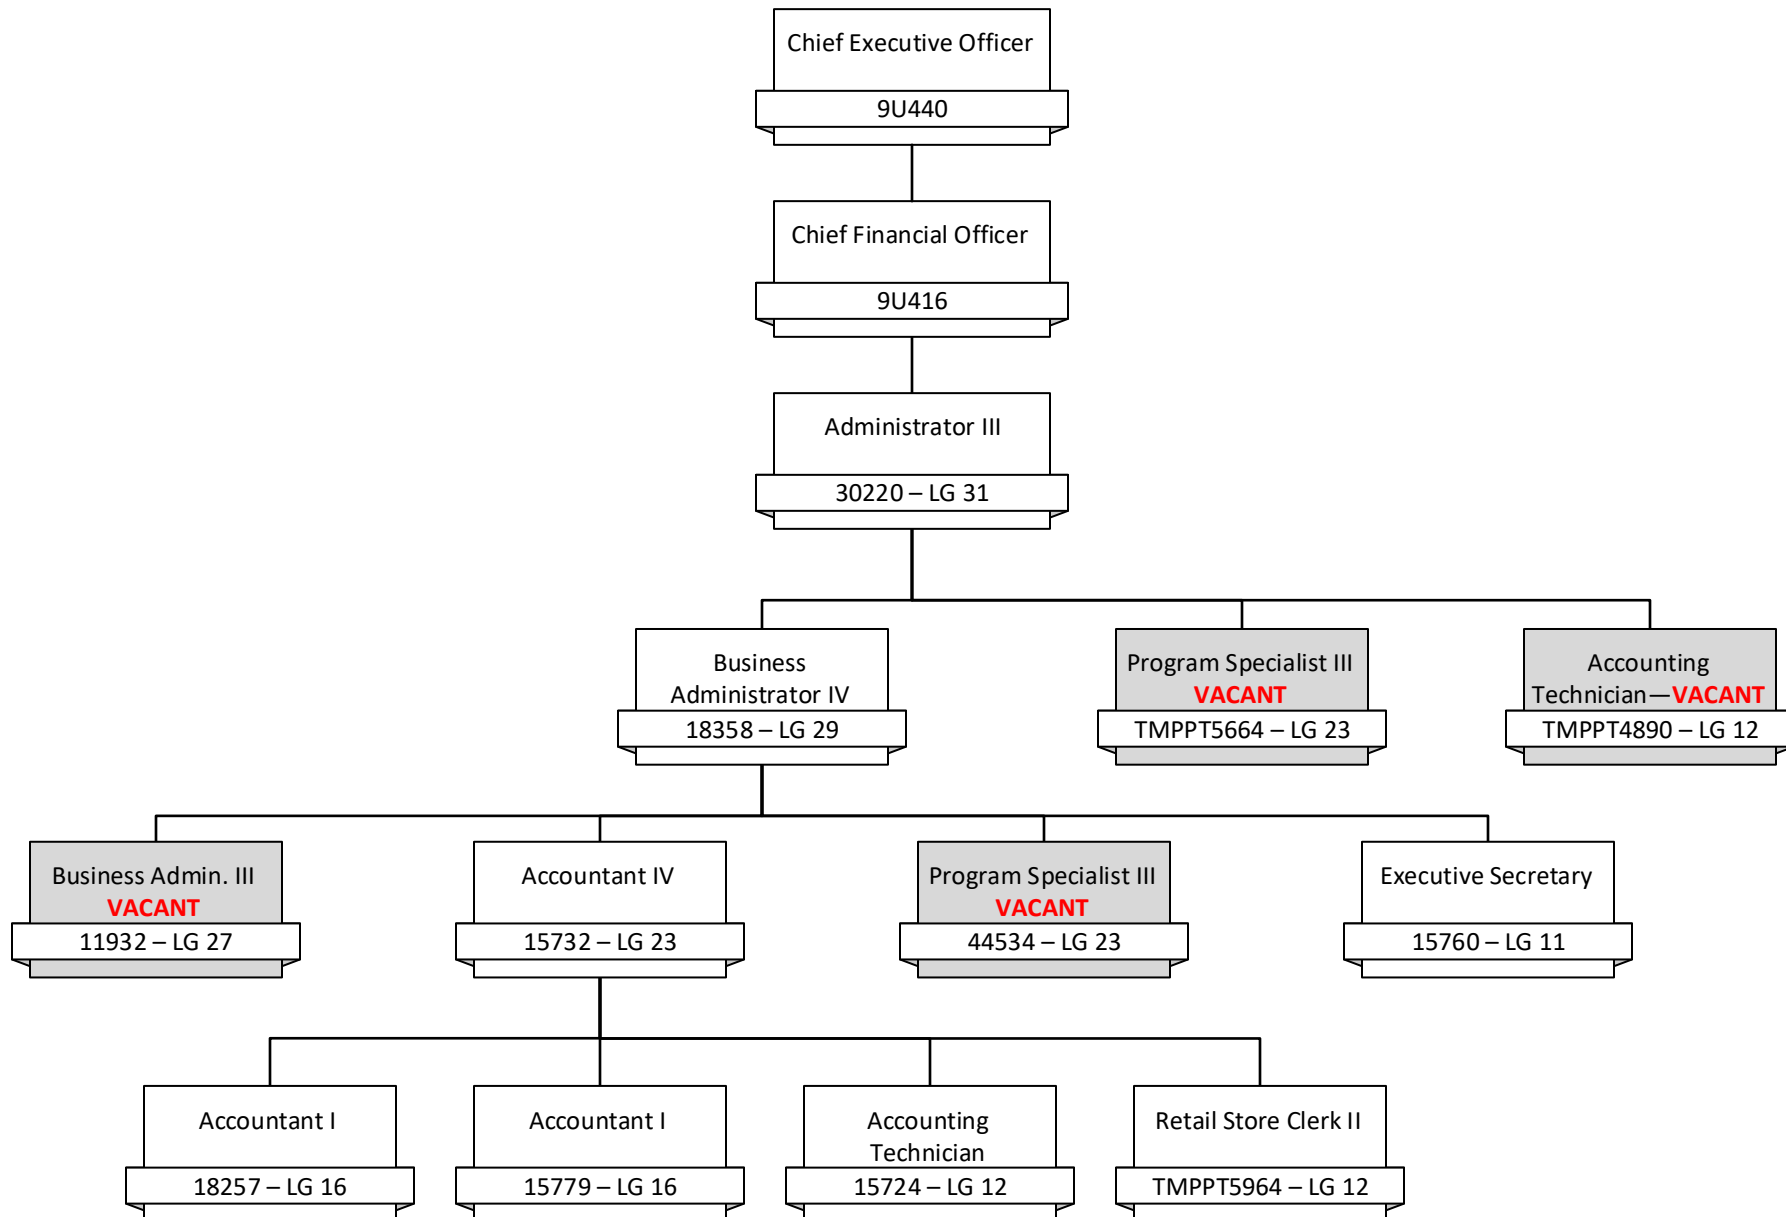 Chief Executive Officer
9U440
Chief Financial Officer
9U416
Administrator III
30220 – LG 31
Business
Administrator IV
18358 – LG 29
Program Specialist III
VACANT
TMPPT5664 – LG 23
Accounting
Technician—VACANT
TMPPT4890 – LG 12
Business Admin. III
VACANT
11932 – LG 27
Accountant IV
15732 – LG 23
Program Specialist III
VACANT
44534 – LG 23
Executive Secretary
15760 – LG 11
Accountant I
18257 – LG 16
Accountant I
15779 – LG 16
Accounting
Technician
15724 – LG 12
Retail Store Clerk II
TMPPT5964 – LG 12